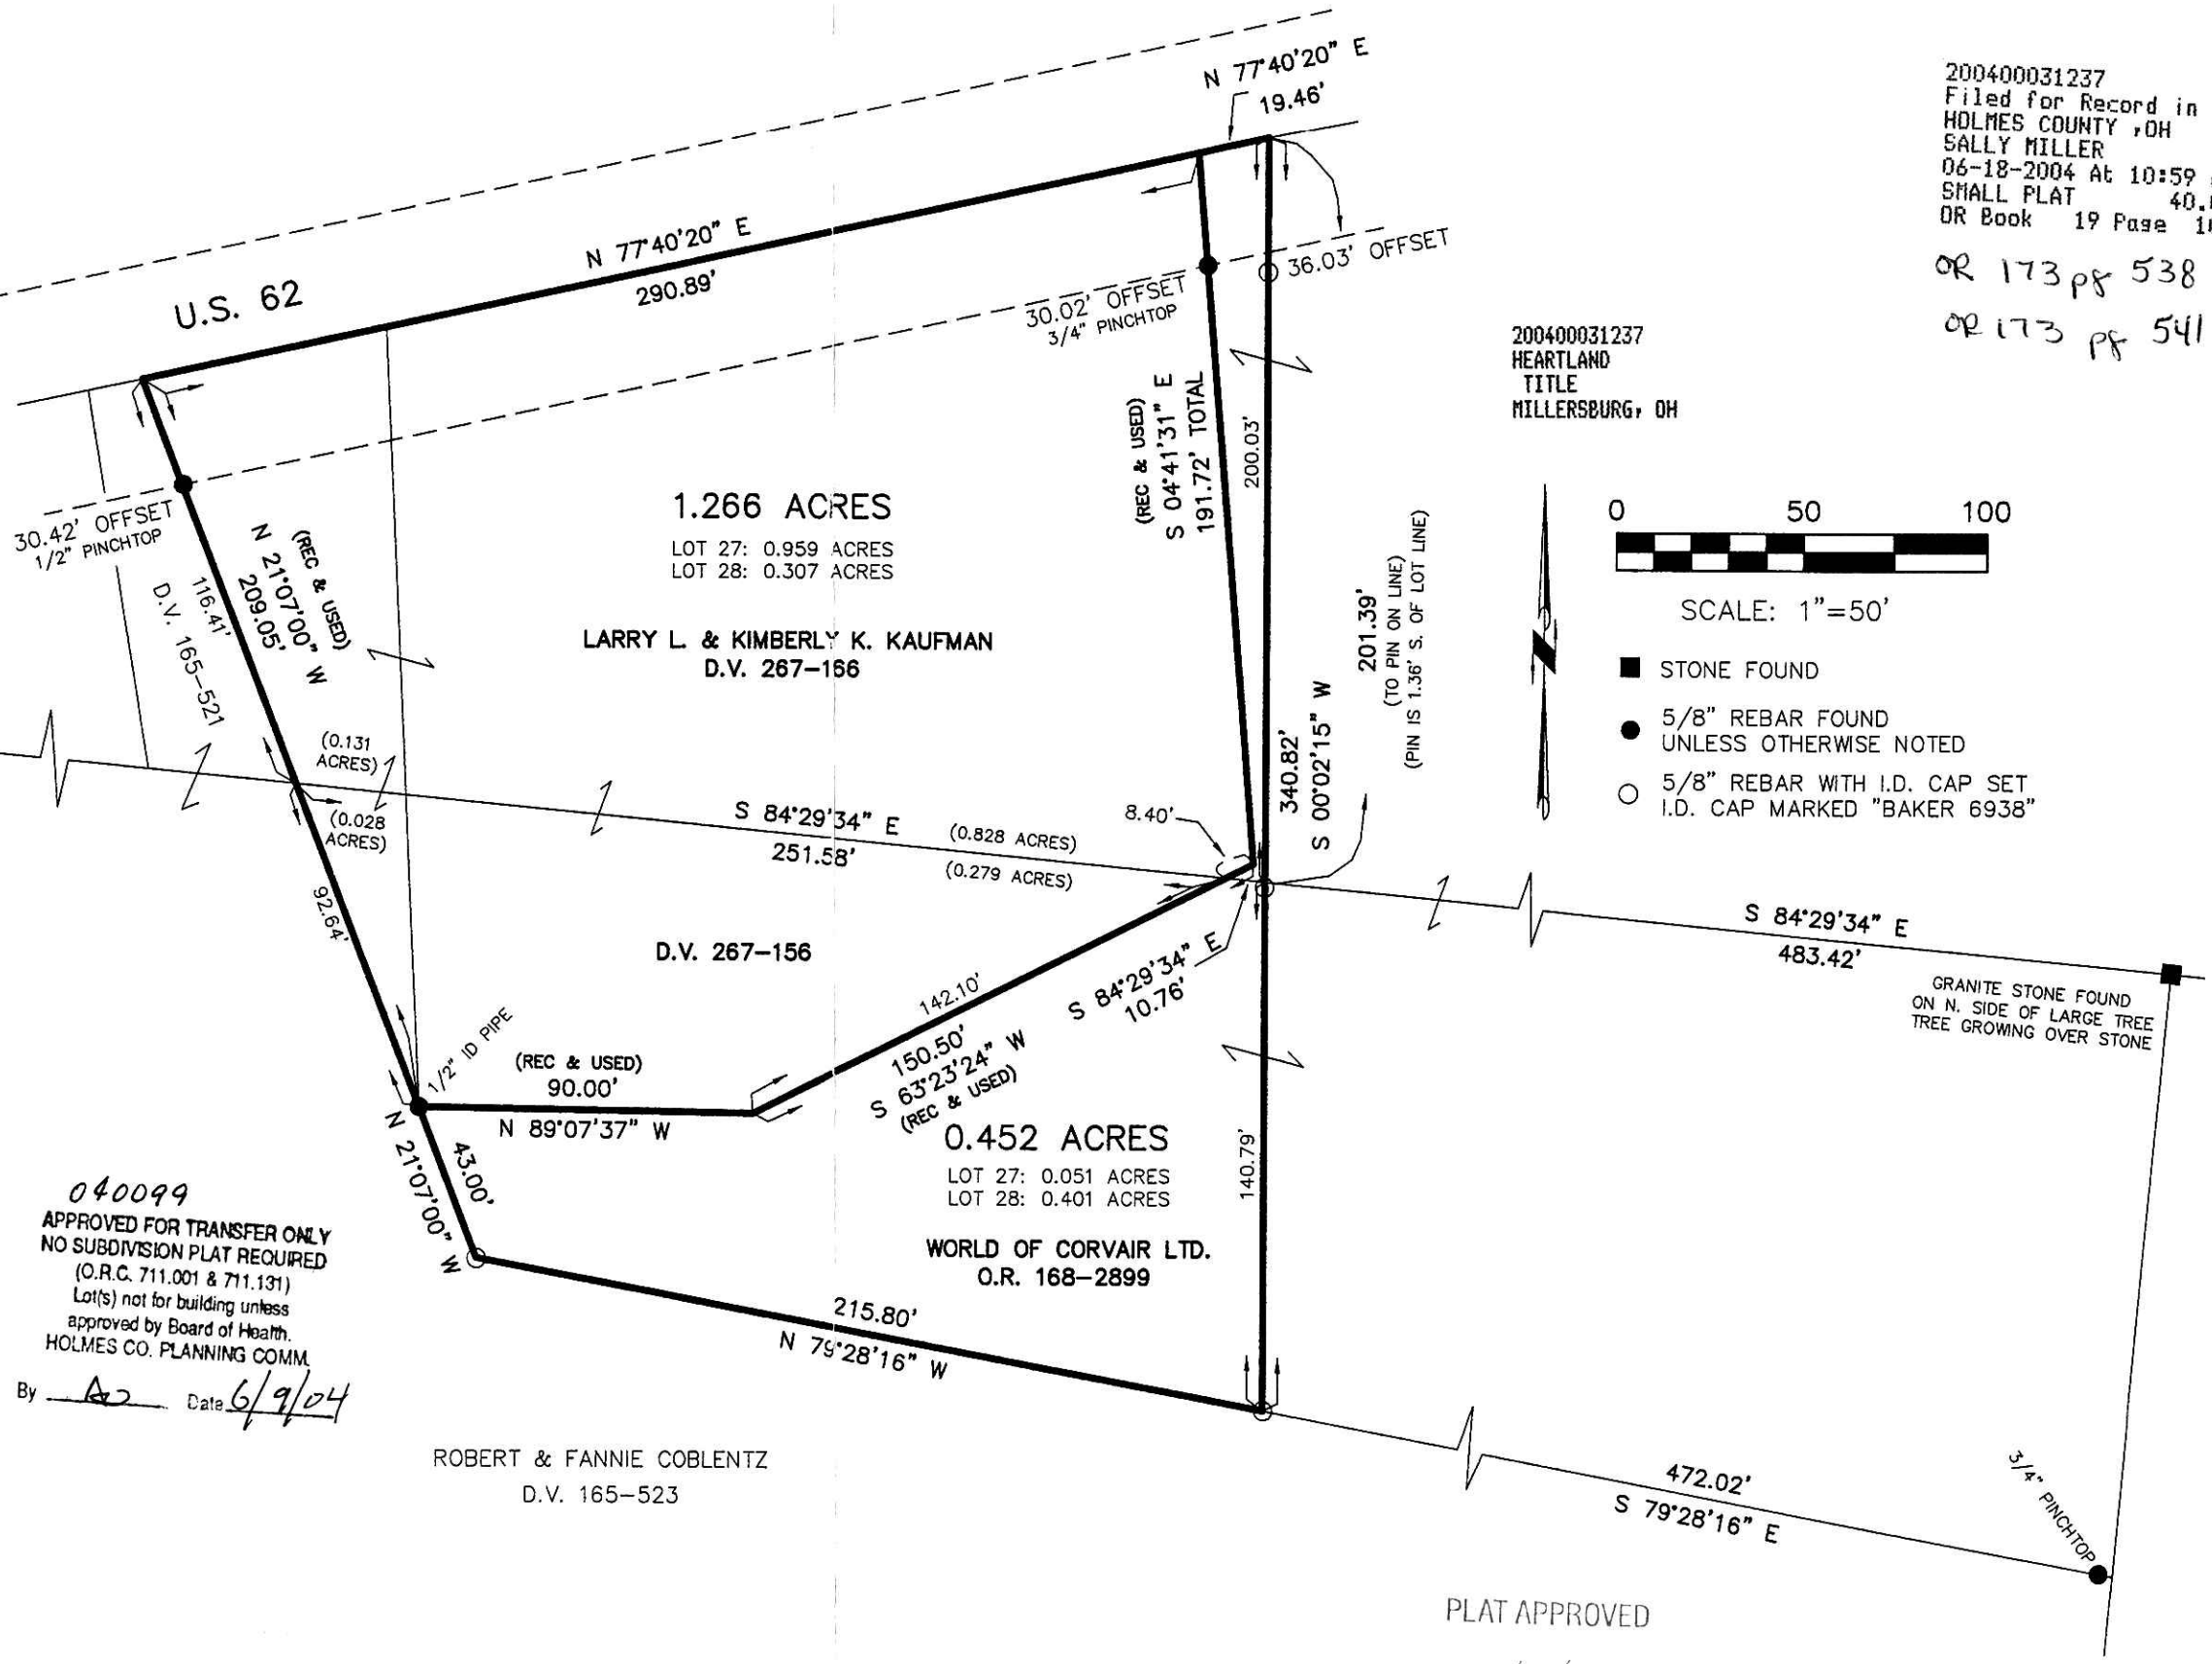 N 77°40'20" E
19.46'
200400031237
Filed for Record in
HOLMES COUNTY ,OH
SALLY MILLER
06-18-2004 At 10:59
SMALL PLAT 40.
OR Book 19 Page
OR 173 pg 538
OR 173 pg 541
N 77°40'20" E
290.89'
U.S. 62
36.03' OFFSET
30.02' OFFSET
3/4" PINCHTOP
200400031237
HEARTLAND
TITLE
MILLERSBURG, OH
(REC & USED)
S 04°41'31" E
191.72' TOTAL
200.03'
30.42' OFFSET
1/2" PINCHTOP
(REC & USED)
N 21°07'00" W
209.05'
116.41'
D.V. 165-521
1.266 ACRES
LOT 27: 0.959 ACRES
LOT 28: 0.307 ACRES
LARRY L. & KIMBERLY K. KAUFMAN
D.V. 267-166
201.39'
(TO PIN ON LINE)
(PIN IS 1.36' S. OF LOT LINE)
0 50 100
SCALE: 1"=50'
STONE FOUND
5/8" REBAR FOUND
UNLESS OTHERWISE NOTED
5/8" REBAR WITH I.D. CAP SET
I.D. CAP MARKED "BAKER 6938"
340.82'
S 00°02'15" W
(0.131
ACRES)
(0.028
ACRES)
S 84°29'34" E
251.58'
(0.828 ACRES)
(0.279 ACRES)
8.40'
92.64'
D.V. 267-156
S 84°29'34" E
10.76'
S 84°29'34" E
483.42'
GRANITE STONE FOUND
ON N. SIDE OF LARGE TREE
TREE GROWING OVER STONE
142.10'
150.50'
S 63°23'24" W
(REC & USED)
1/2" ID PIPE
(REC & USED)
90.00'
N 89°07'37" W
43.00'
N 21°07'00" W
0.452 ACRES
LOT 27: 0.051 ACRES
LOT 28: 0.401 ACRES
140.79'
WORLD OF CORVAIR LTD.
O.R. 168-2899
040099
APPROVED FOR TRANSFER ONLY
NO SUBDIVISION PLAT REQUIRED
(O.R.C. 711.001 & 711.131)
Lot(s) not for building unless
approved by Board of Health.
HOLMES CO. PLANNING COMM.
By Date 6/9/04
215.80'
N 79°28'16" W
ROBERT & FANNIE COBLENTZ
D.V. 165-523
472.02'
S 79°28'16" E
3/4" PINCHTOP
PLAT APPROVED